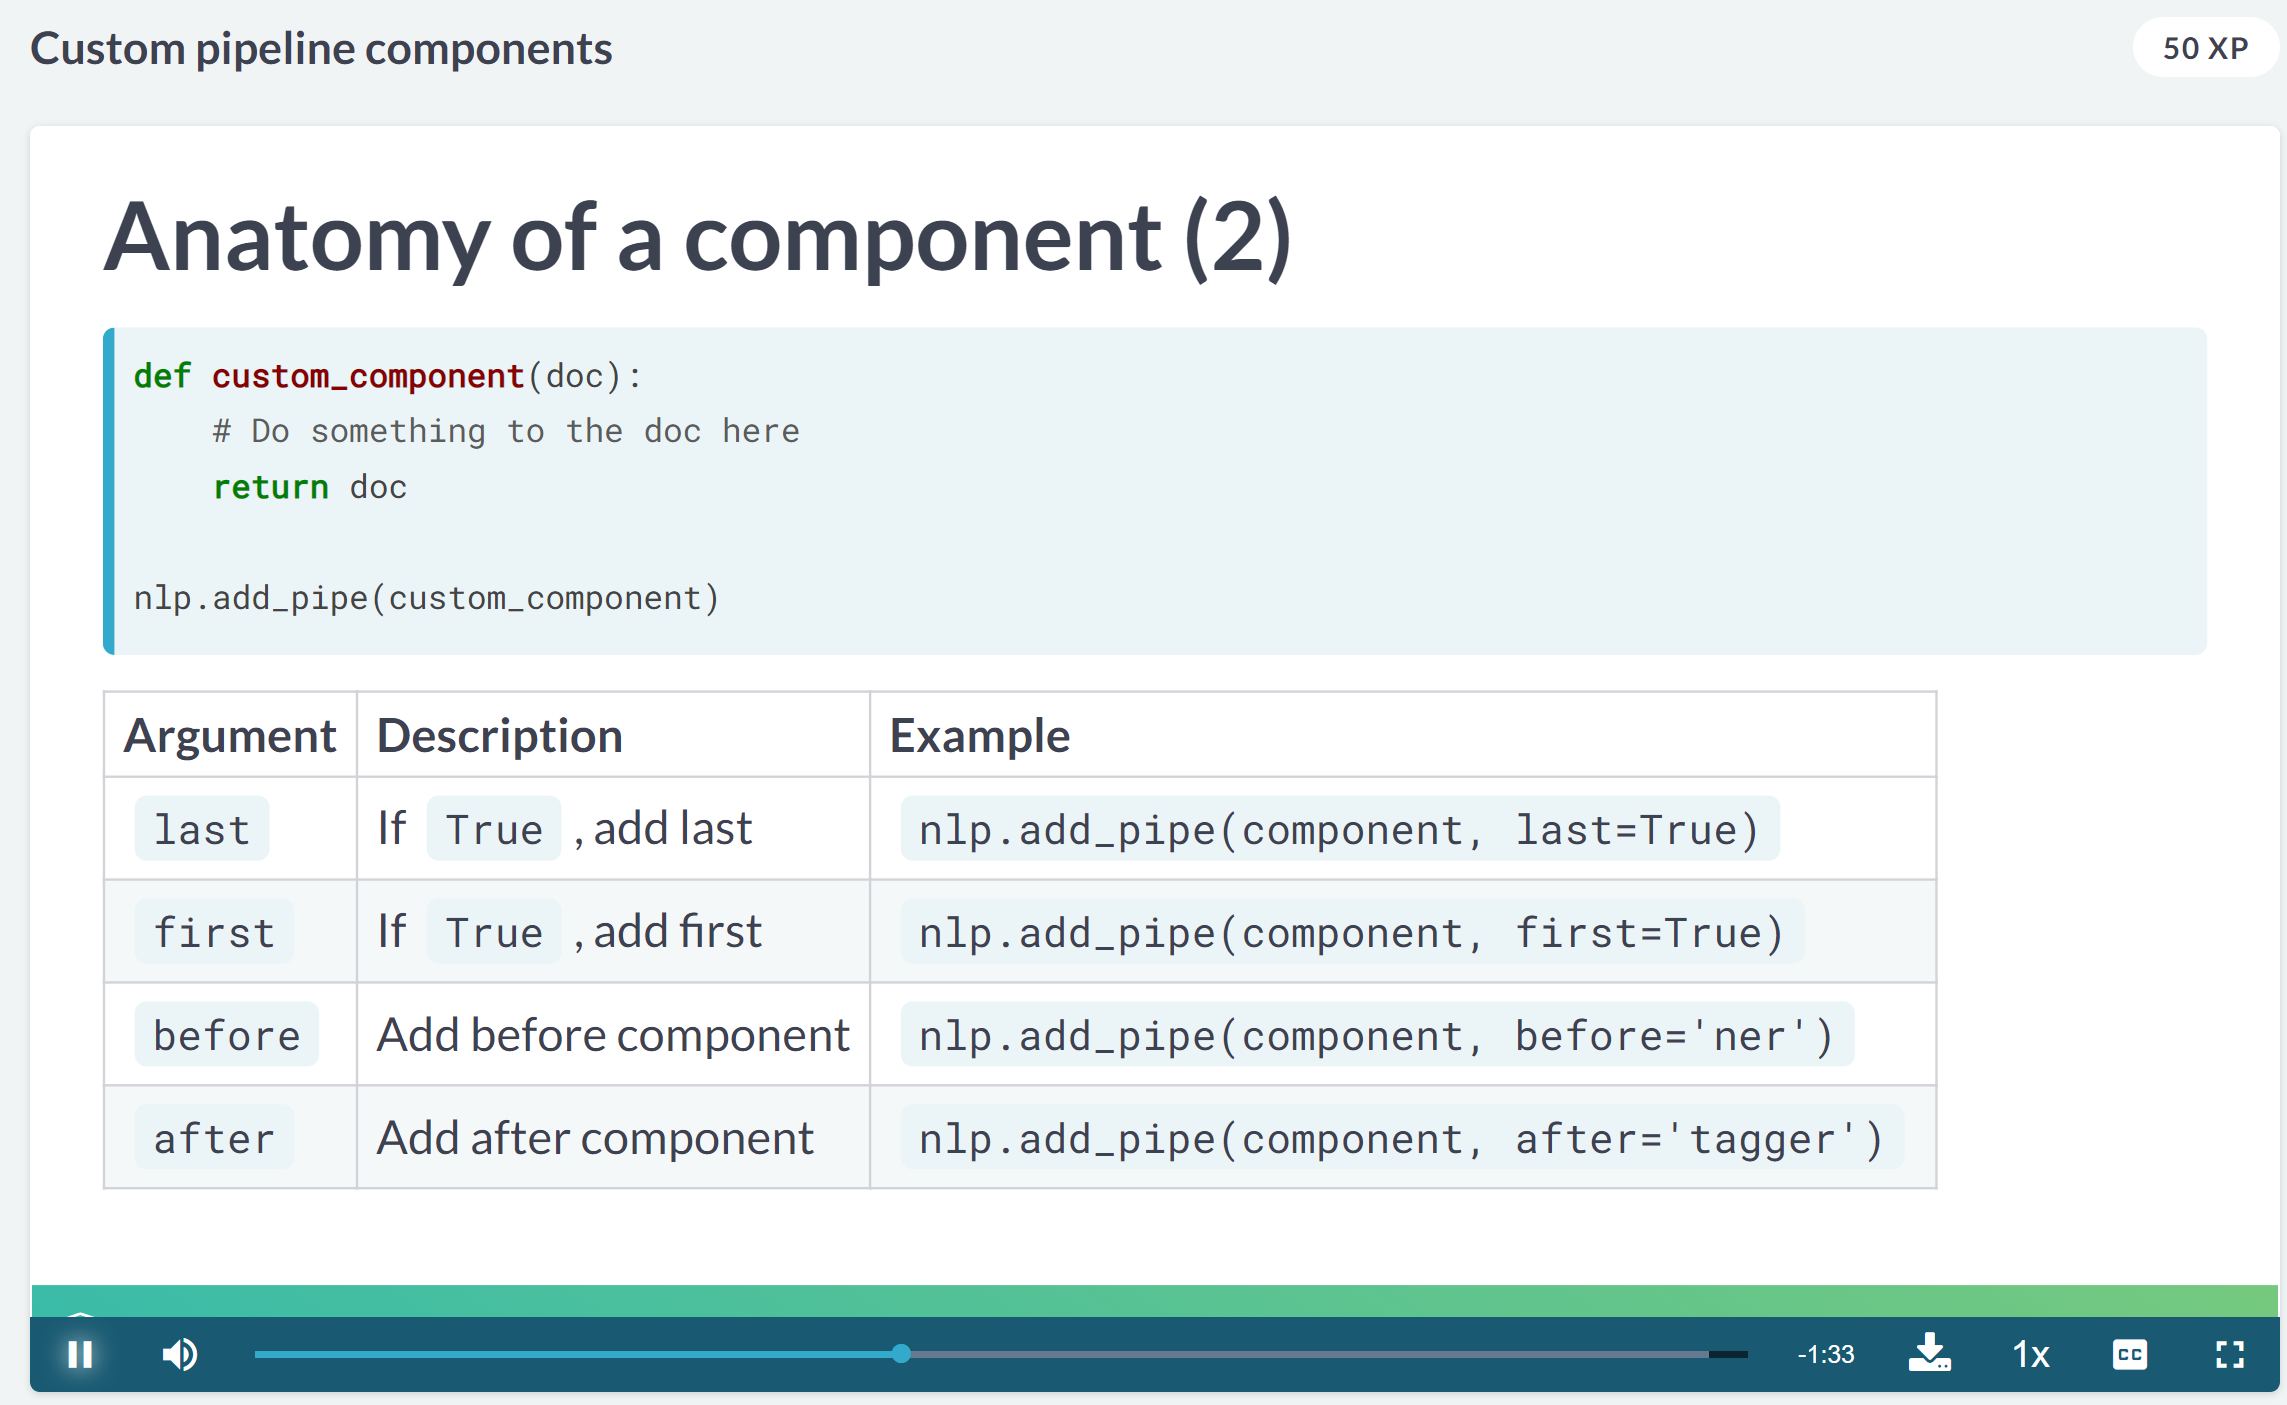 Custom pipeline components
50 XP
Anatomy of a component (2)
def custom_component(doc):
    # Do something to the doc here
    return doc
nlp.add_pipe(custom_component)
Argument Description Example
last If True , add last nlp.add_pipe(component, last=True)
first If True , add first nlp.add_pipe(component, first=True)
before Add before component nlp.add_pipe(component, before='ner')
after Add after component nlp.add_pipe(component, after='tagger')
-1:33 1x CC